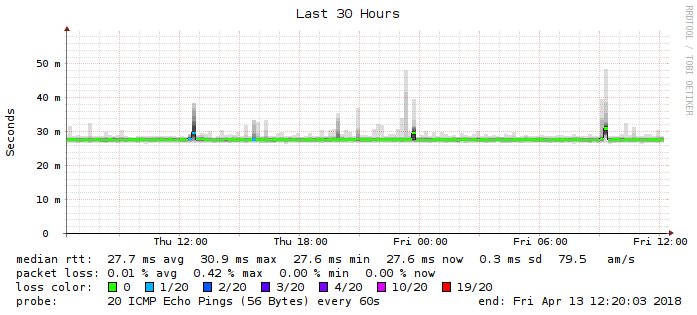 Last 30 Hours
RRDTOOL / TOBI OETIKER
Seconds
50 m
40 m
30 m
20 m
10 m
0
Thu 12:00 Thu 18:00 Fri 00:00 Fri 06:00 Fri 12:00
median rtt: 27.7 ms avg 30.9 ms max 27.6 ms min 27.6 ms now 0.3 ms sd 79.5 am/s
packet loss: 0.01 % avg 0.42 % max 0.00 % min 0.00 % now
loss color: 0 1/20 2/20 3/20 4/20 10/20 19/20
probe: 20 ICMP Echo Pings (56 Bytes) every 60s end: Fri Apr 13 12:20:03 2018